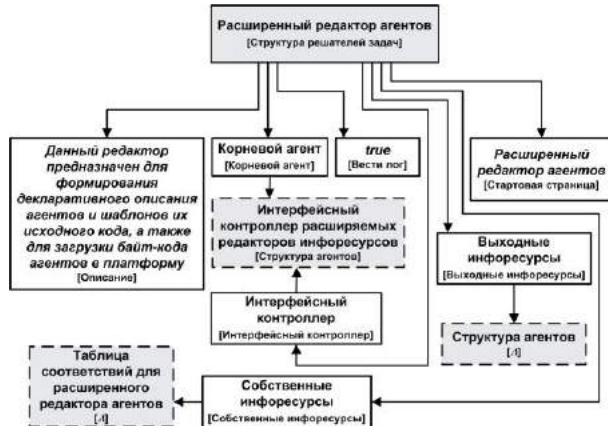 Расширенный редактор агентов
[Структура решателей задач]
Данный редактор
предназначен для
формирования
декларативного описания
агентов и шаблонов их
исходного кода, а также
для загрузки байт-кода
агентов в платформу
[Описание]
Корневой агент
[Корневой агент]
true
[Вести лог]
Расширенный
редактор агентов
[Стартовая страница]
Интерфейсный
контроллер расширяемых
редакторов инфоресурсов
[Структура агентов]
Выходные
инфоресурсы
[Выходные инфоресурсы]
Интерфейсный
контроллер
[Интерфейсный контроллер]
Структура агентов
Таблица
соответствий для
расширенного
редактора агентов
Собственные
инфоресурсы
[Собственные инфоресурсы]